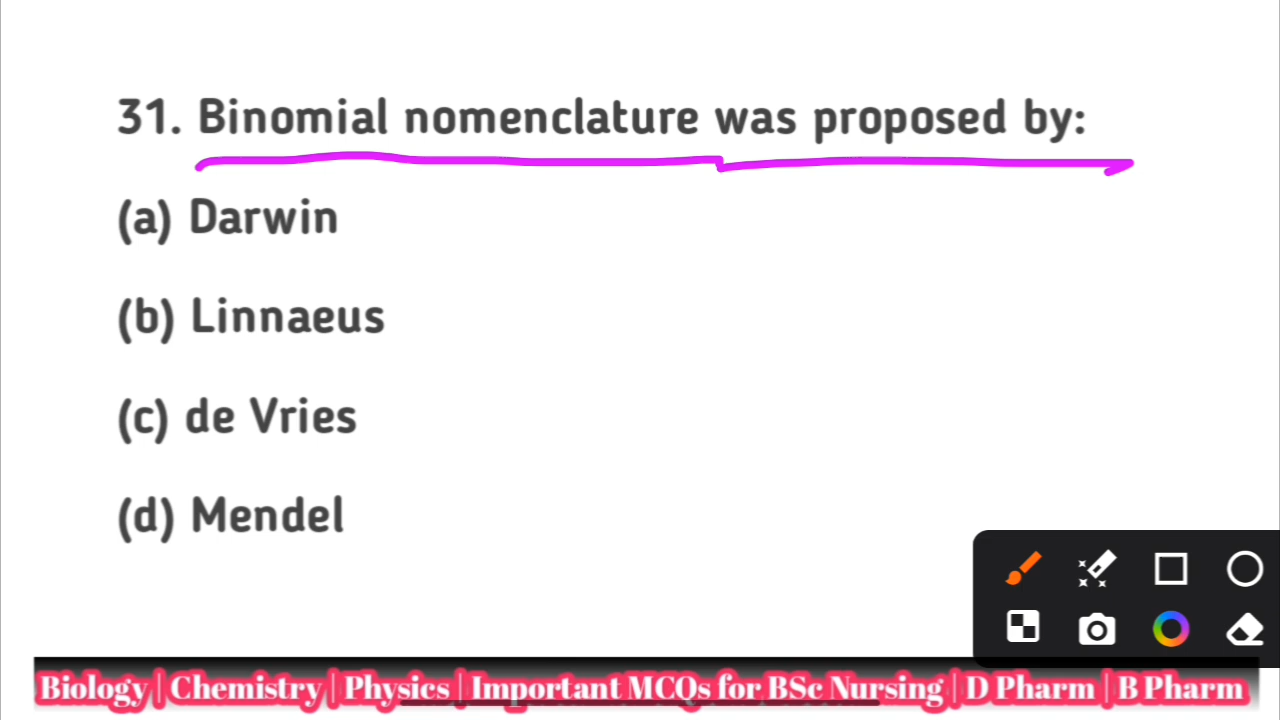 31. Binomial nomenclature was proposed by:
(a) Darwin
(b) Linnaeus
(c) de Vries
(d) Mendel
Biology | Chemistry | Physics | Important MCQs for BSc Nursing | D Pharm | B Pharm